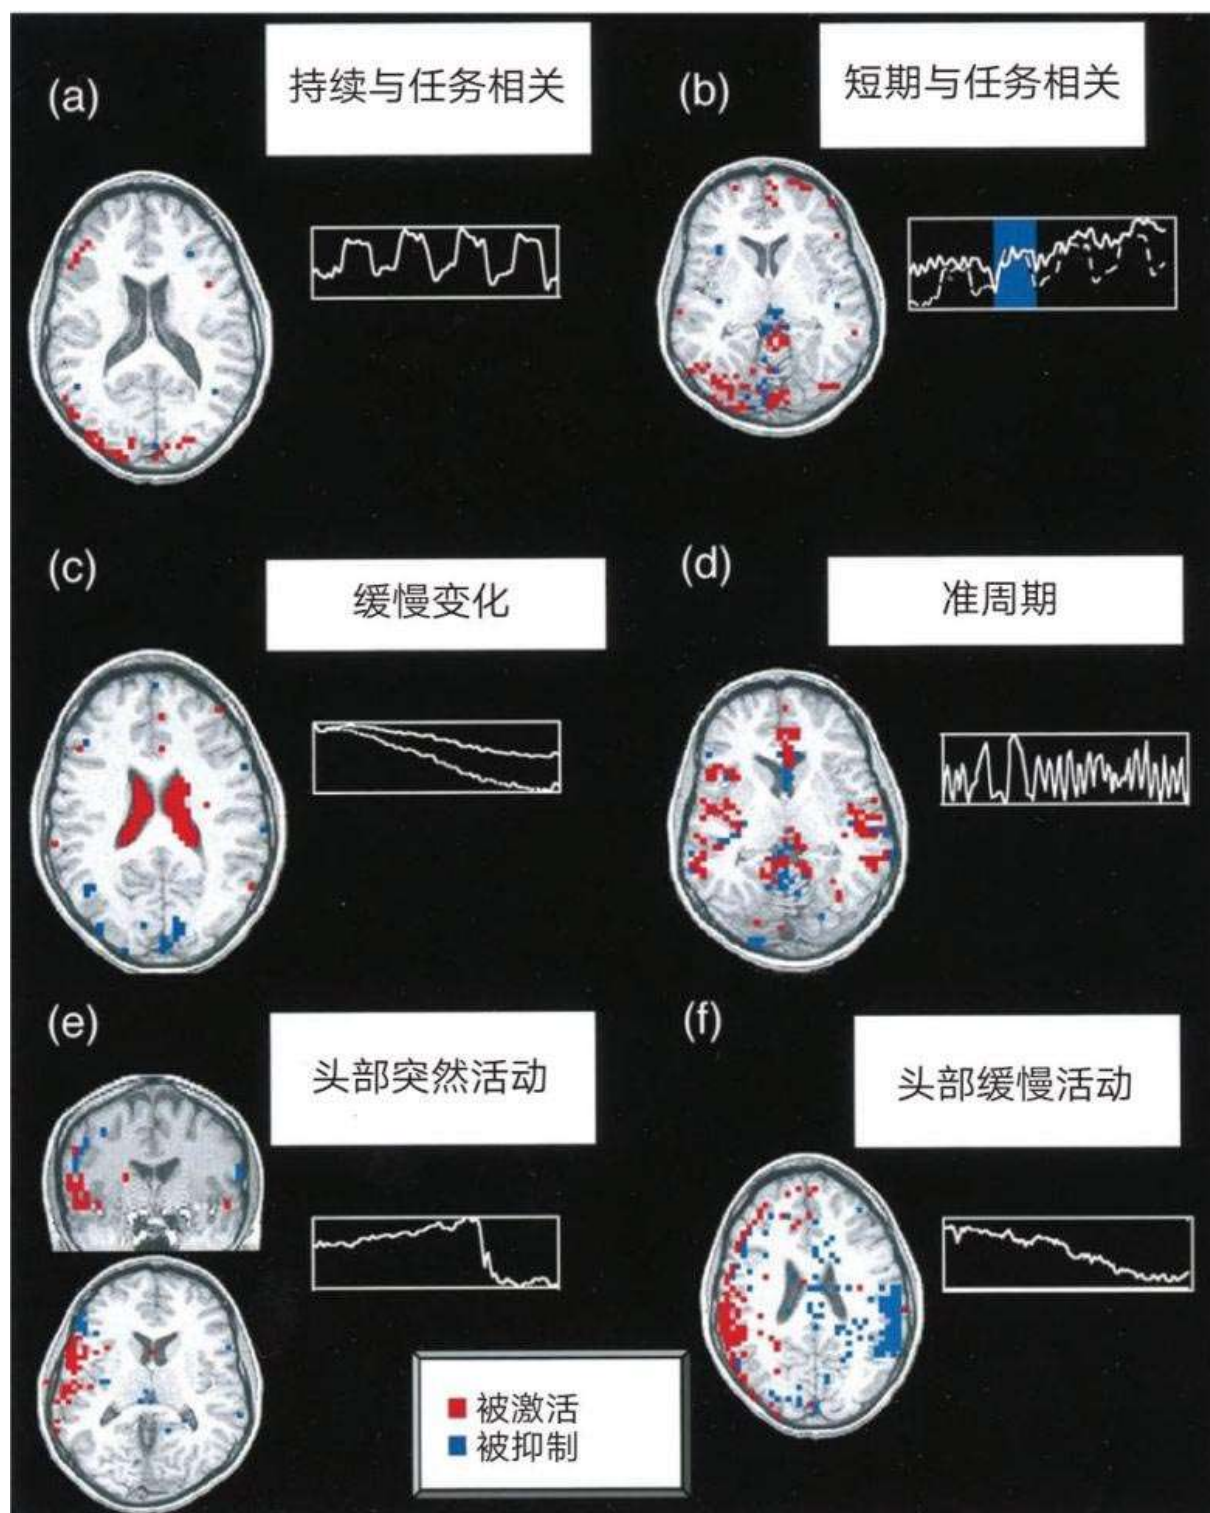 (a)
持续与任务相关
(b)
短期与任务相关
(c)
缓慢变化
(d)
准周期
(e)
头部突然活动
(f)
头部缓慢活动
被激活
被抑制